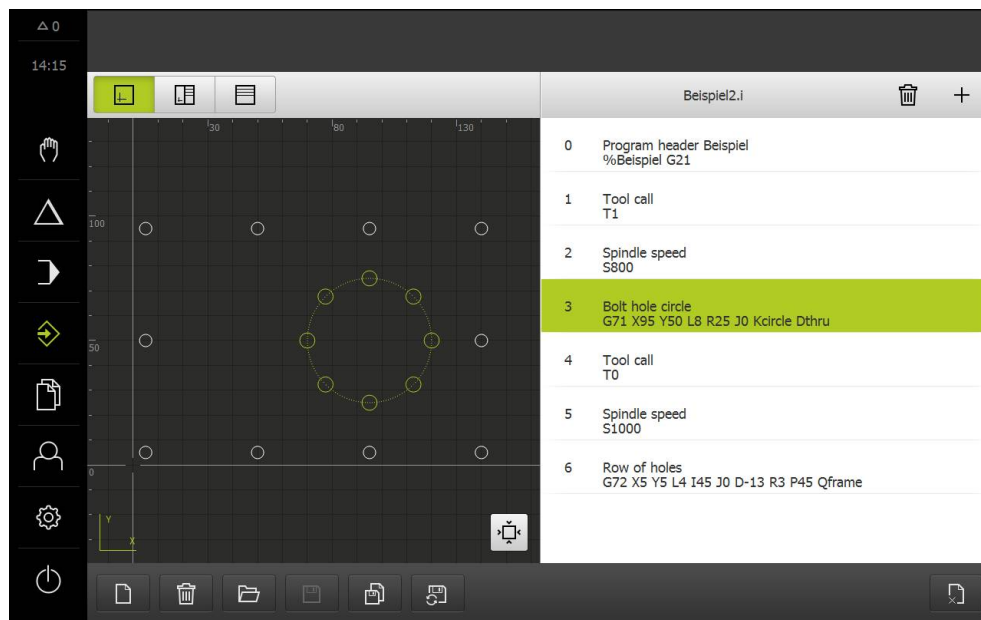 △ 0
14:15
Beispiel2.i
30
80
130
100
50
0
Y
X
0 Program header Beispiel
%Beispiel G21
1 Tool call
T1
2 Spindle speed
S800
3 Bolt hole circle
G71 X95 Y50 L8 R25 J0 Kcircle Dthru
4 Tool call
T0
5 Spindle speed
S1000
6 Row of holes
G72 X5 Y5 L4 I45 J0 D-13 R3 P45 Qframe